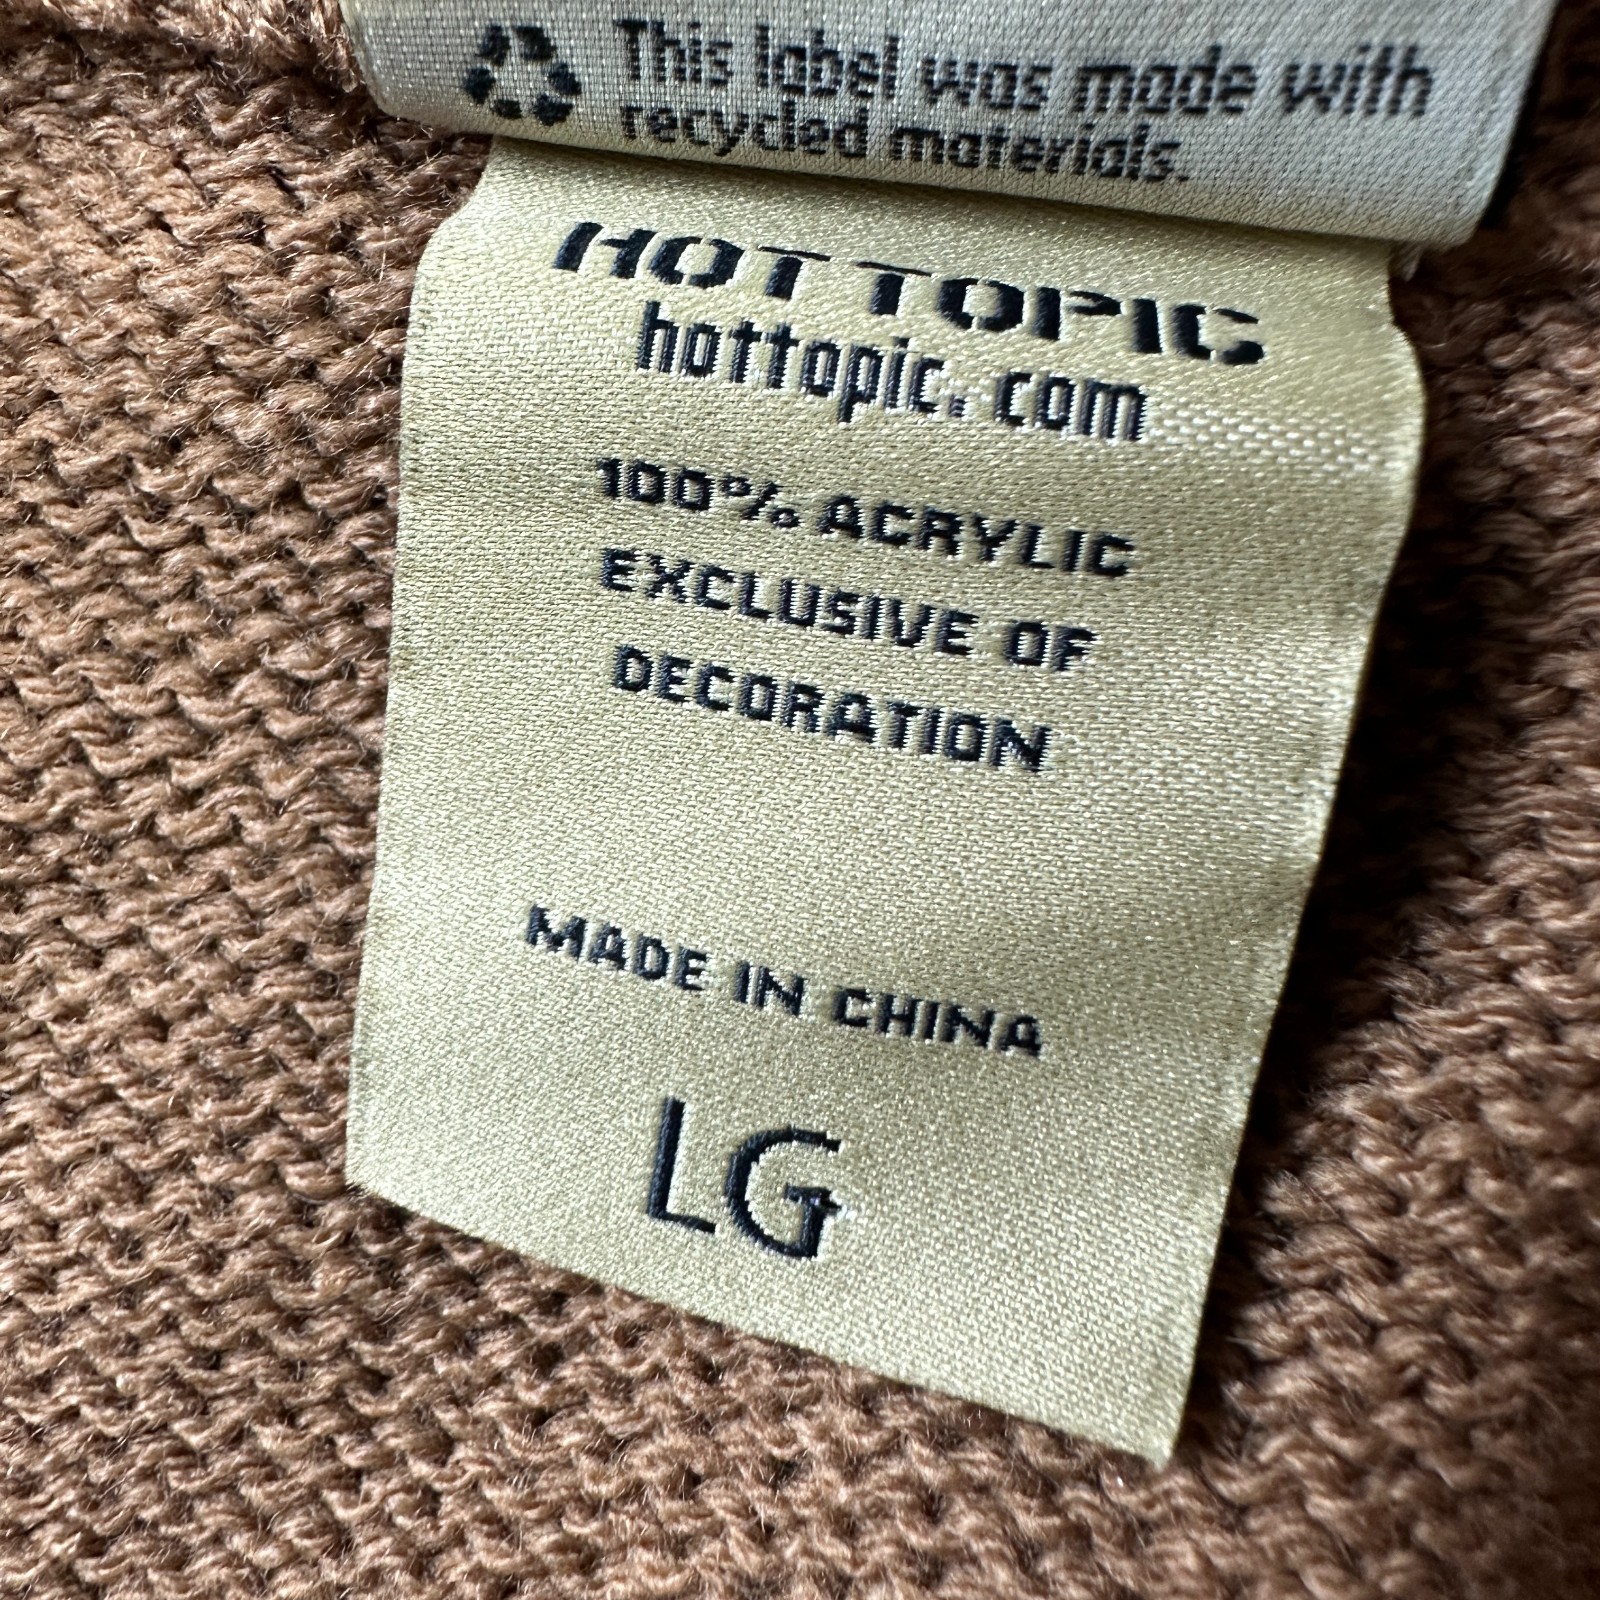 This label was made with
recycled materials.
HOT TOPIC
hottopic.com
100% ACRYLIC
EXCLUSIVE OF
DECORATION
MADE IN CHINA
LG